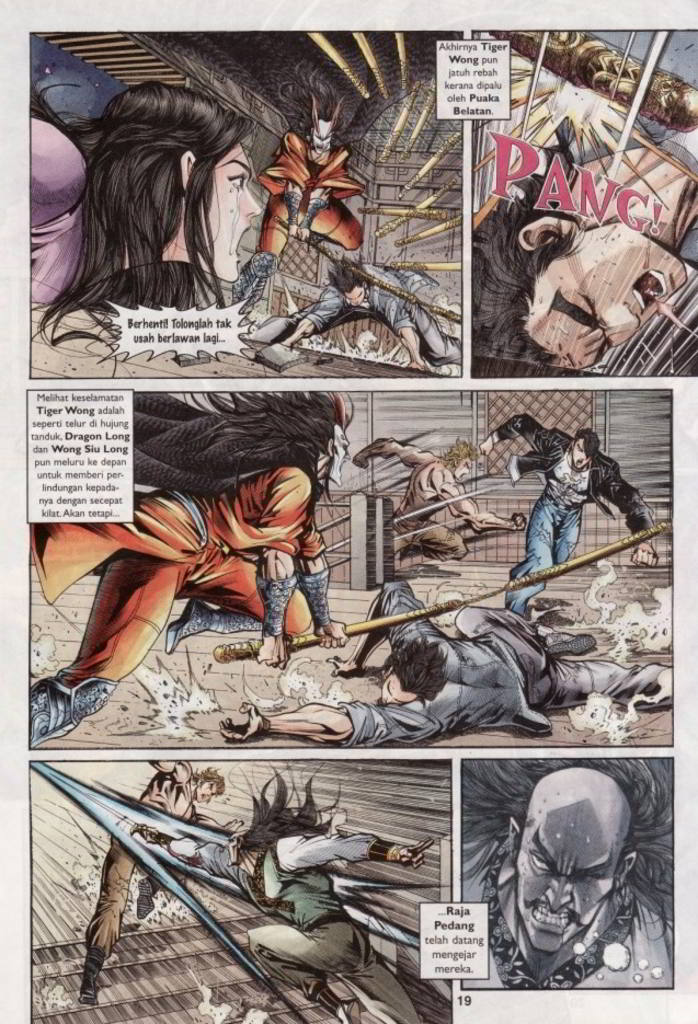 Akhirnya Tiger
Wong pun
jatuh rebah
kerana dipalu
oleh Puaka
Belatan.
PANG!
Berhenti! Tolonglah tak
usah berlawan lagi...
Melihat keselamatan
Tiger Wong adalah
seperti telur di hujung
tanduk, Dragon Long
dan Wong Siu Long
pun meluru ke depan
untuk memberi per-
lindungan kepada-
nya dengan secepat
kilat. Akan tetapi...
...Raja
Pedang
telah datang
mengejar
mereka.
19